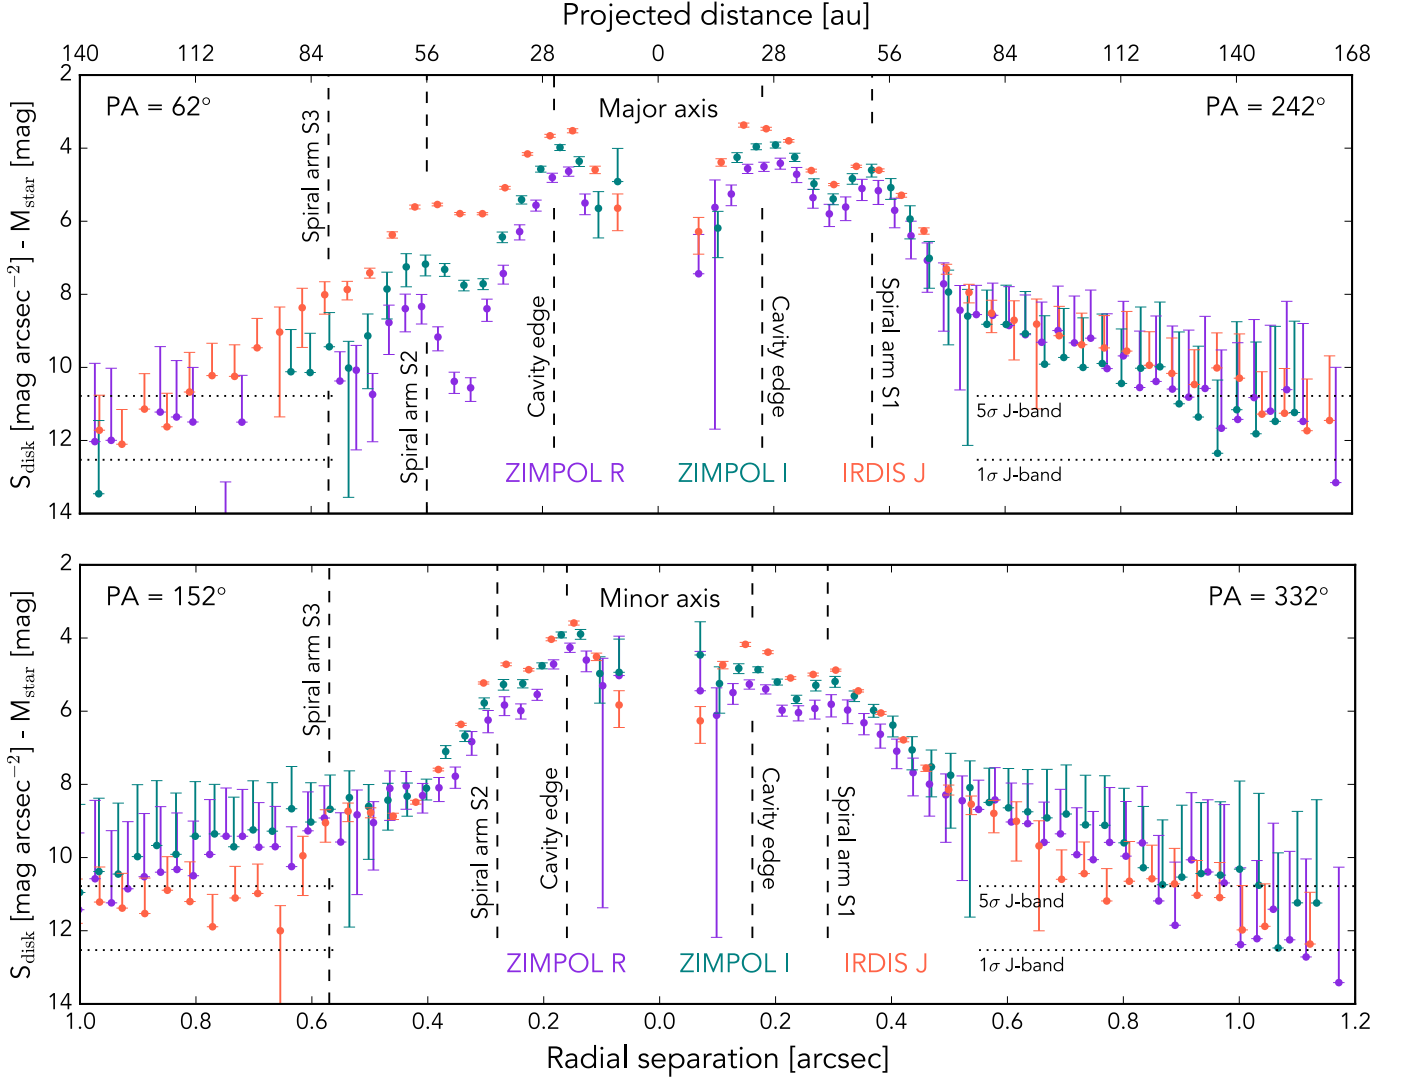 Projected distance [au]
140 112 84 56 28 0 28 56 84 112 140 168
PA = 62°
Major axis
PA = 242°
S_disk [mag arcsec⁻²] - M_star [mag]
2
4
6
8
10
12
14
Spiral arm S3
Spiral arm S2
Cavity edge
Cavity edge
Spiral arm S1
5σ J-band
1σ J-band
ZIMPOL R
ZIMPOL I
IRDIS J
PA = 152°
Minor axis
PA = 332°
S_disk [mag arcsec⁻²] - M_star [mag]
2
4
6
8
10
12
14
Spiral arm S3
Spiral arm S2
Cavity edge
Cavity edge
Spiral arm S1
5σ J-band
1σ J-band
ZIMPOL R
ZIMPOL I
IRDIS J
1.0 0.8 0.6 0.4 0.2 0.0 0.2 0.4 0.6 0.8 1.0 1.2
Radial separation [arcsec]